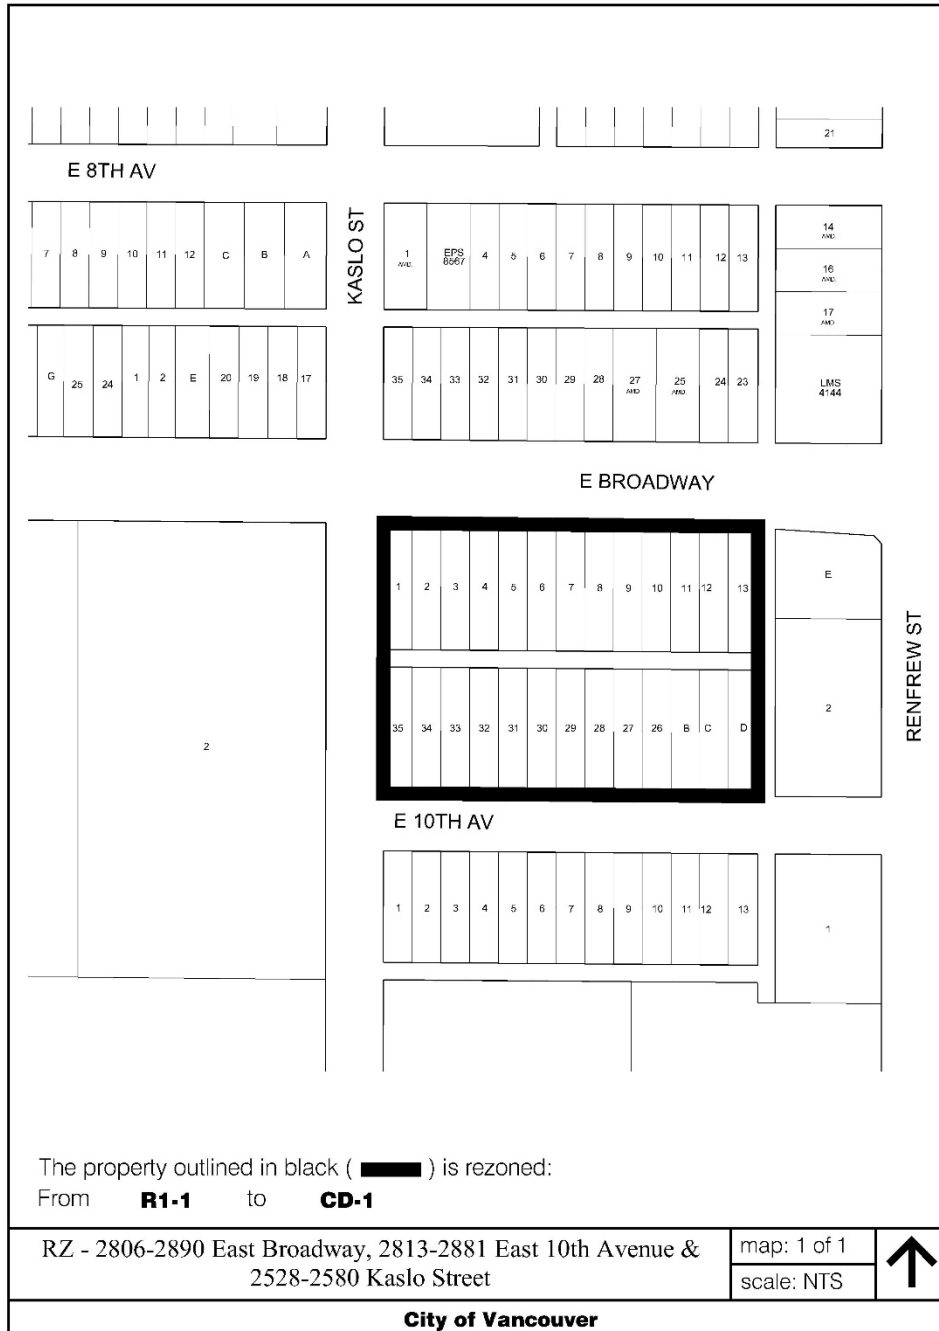 21
E 8TH AV
7 8 9 10 11 12 C B A
KASLO ST
1 AMD. EPS 8567 4 5 6 7 8 9 10 11 12 13
14 AMD.
16 AMD.
17 AMD
G 25 24 1 2 E 20 19 18 17
35 34 33 32 31 30 29 28 27 AMD 25 AMD. 24 23
LMS 4144
E BROADWAY
1 2 3 4 5 6 7 8 9 10 11 12 13
E
RENFREW ST
35 34 33 32 31 30 29 28 27 26 B C D
2
2
E 10TH AV
1 2 3 4 5 6 7 8 9 10 11 12 13
1
The property outlined in black ( ) is rezoned:
From R1-1 to CD-1
RZ - 2806-2890 East Broadway, 2813-2881 East 10th Avenue &
2528-2580 Kaslo Street
map: 1 of 1
scale: NTS
City of Vancouver